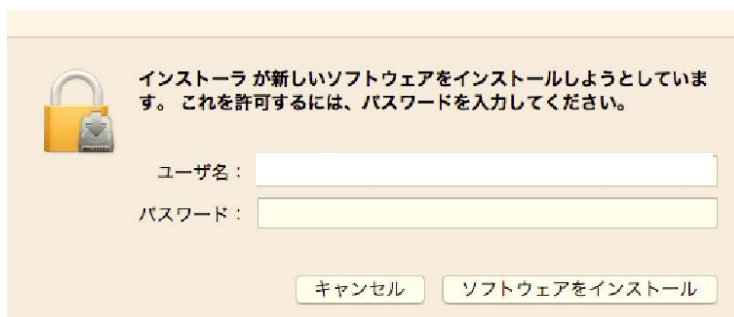 インストーラ が新しいソフトウェアをインストールしようとしていま
す。 これを許可するには、パスワードを入力してください。
ユーザ名：
パスワード：
キャンセル
ソフトウェアをインストール